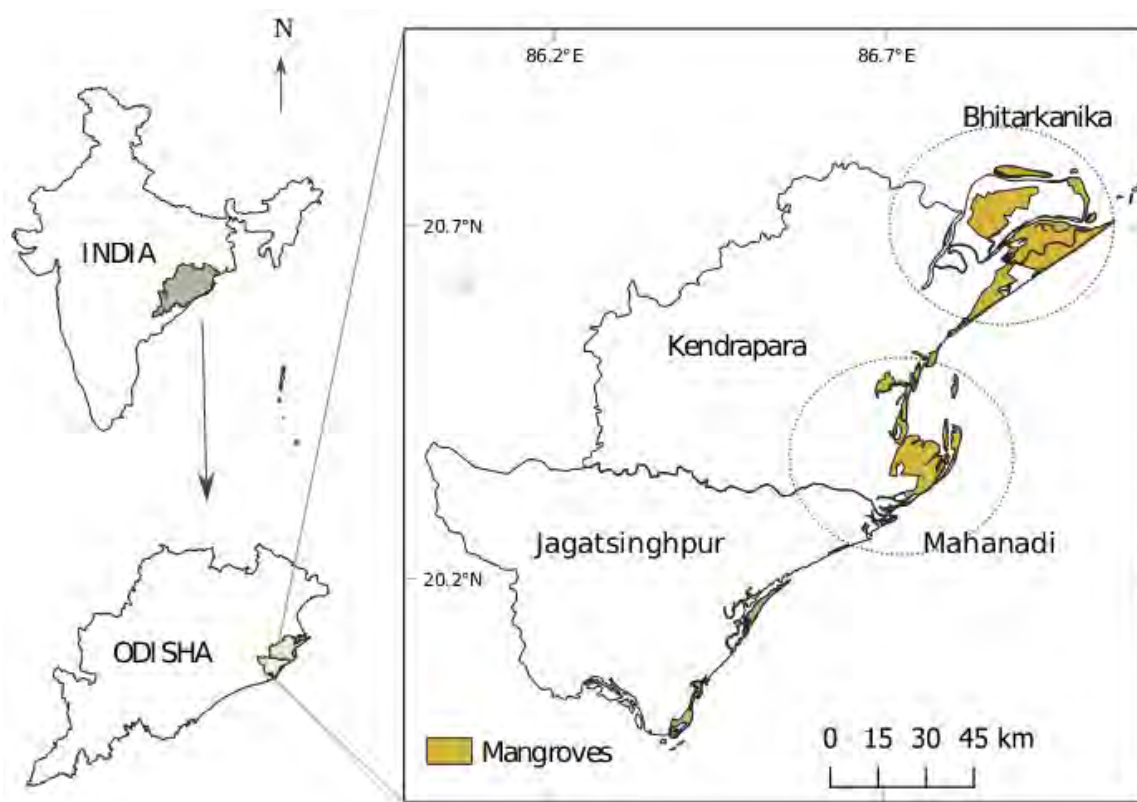 N
86.2°E
86.7°E
Bhitarkanika
INDIA
20.7°N
Kendrapara
Jagatsinghpur
Mahanadi
20.2°N
ODISHA
Mangroves
0 15 30 45 km